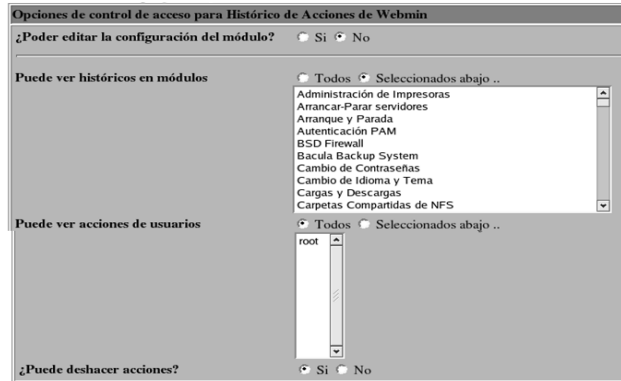 Opciones de control de acceso para Histórico de Acciones de Webmin
¿Poder editar la configuración del módulo? Si No
Puede ver históricos en módulos Todos Seleccionados abajo ..
Administración de Impresoras
Arrancar-Parar servidores
Arranque y Parada
Autenticación PAM
BSD Firewall
Bacula Backup System
Cambio de Contraseñas
Cambio de Idioma y Tema
Cargas y Descargas
Carpetas Compartidas de NFS
Puede ver acciones de usuarios Todos Seleccionados abajo ..
root
¿Puede deshacer acciones? Si No